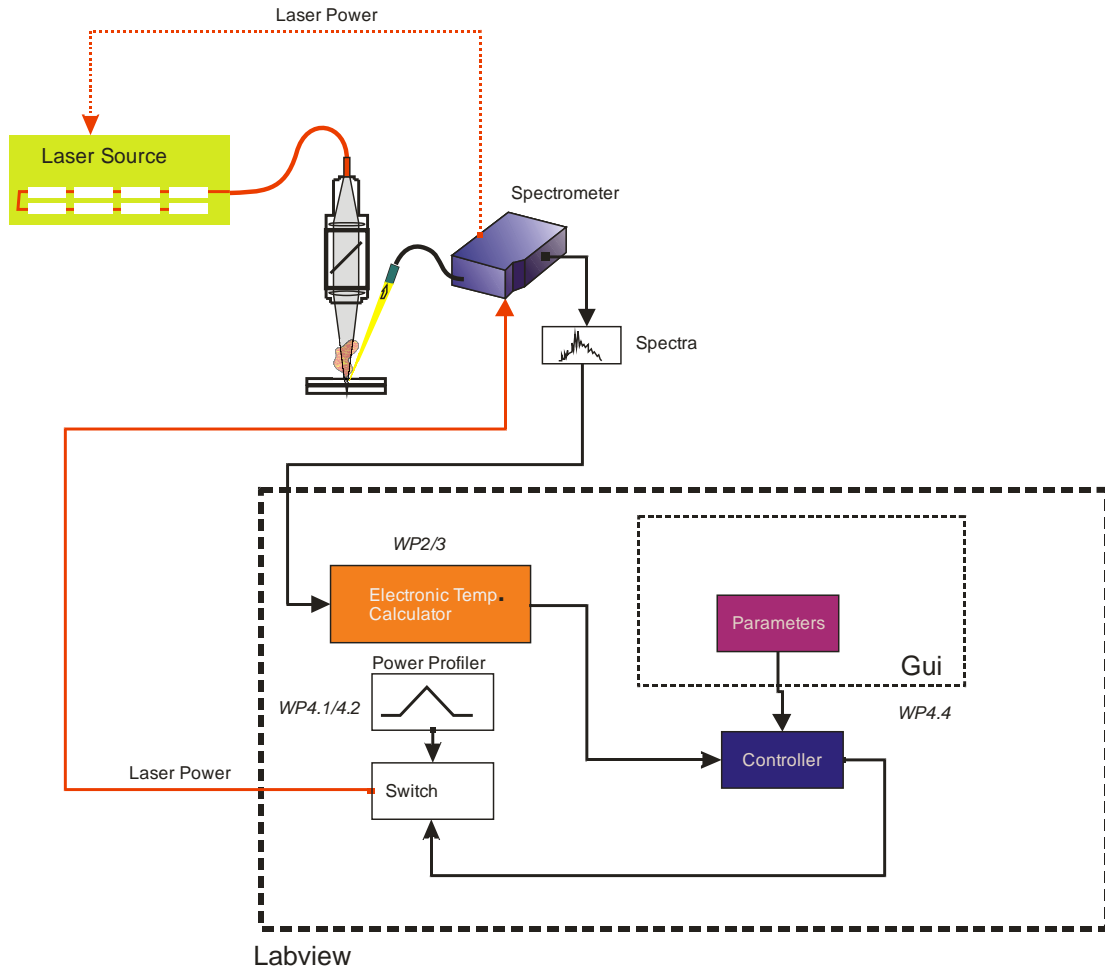 Laser Power
Laser Source
Spectrometer
Spectra
WP2/3
Electronic Temp.
Calculator
Parameters
Power Profiler
Gui
WP4.1/4.2
WP4.4
Controller
Laser Power
Switch
Labview